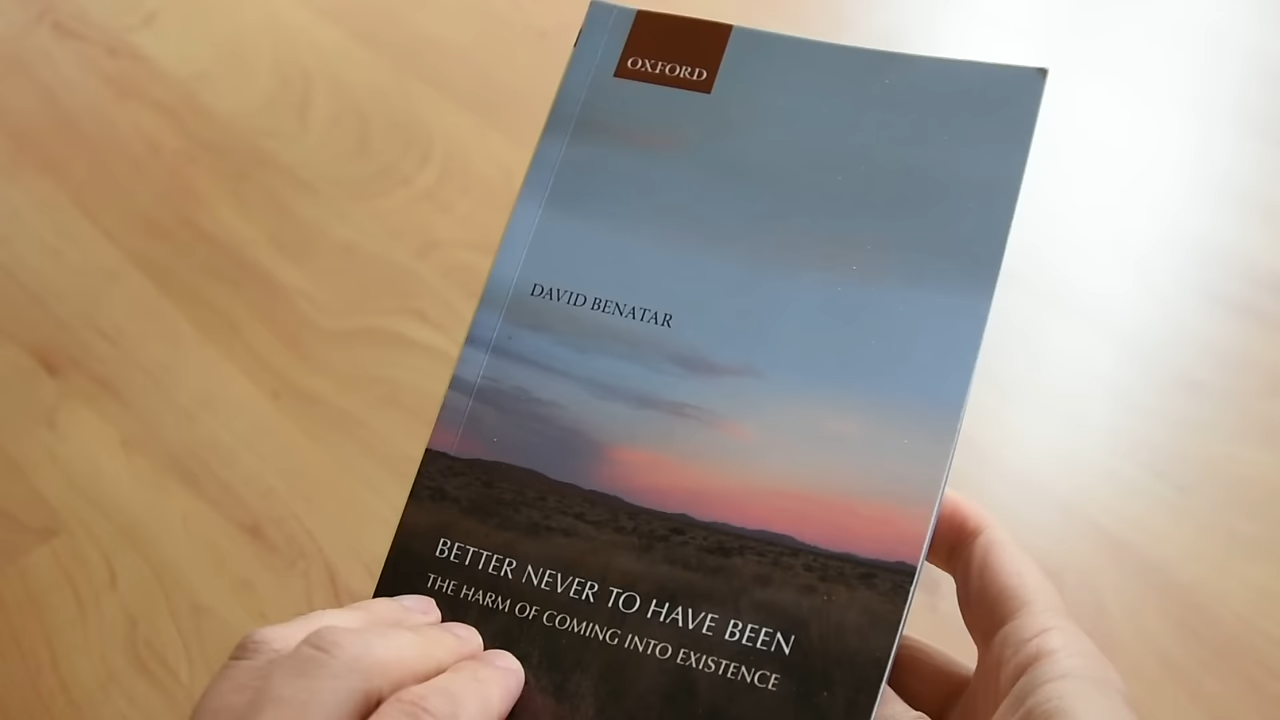 OXFORD
DAVID BENATAR
BETTER NEVER TO HAVE BEEN
THE HARM OF COMING INTO EXISTENCE